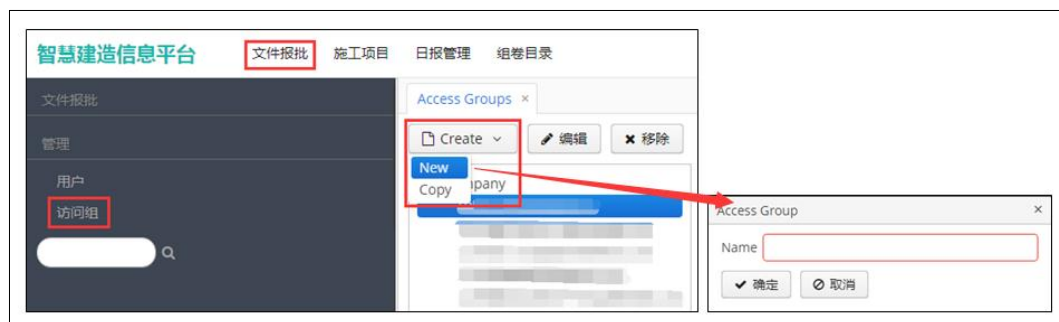 智慧建造信息平台 文件报批 施工项目 日报管理 组卷目录
文件报批
管理
用户
访问组
Access Groups ×
Create 编辑 移除
New
Copy
mpany
Access Group ×
Name
确定 取消